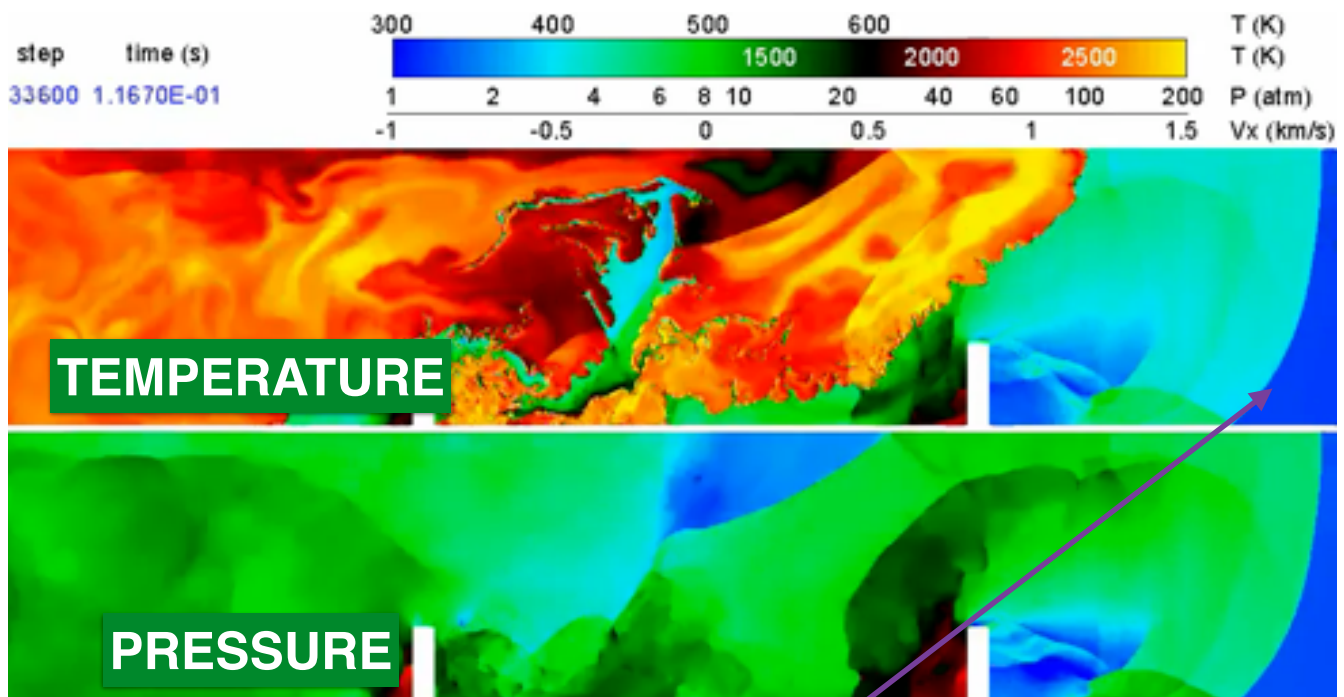 300 400 500 600 T (K)
step time (s) 1500 2000 2500 T (K)
33600 1.1670E-01 1 2 4 6 8 10 20 40 60 100 200 P (atm)
-1 -0.5 0 0.5 1 1.5 Vx (km/s)
TEMPERATURE
PRESSURE